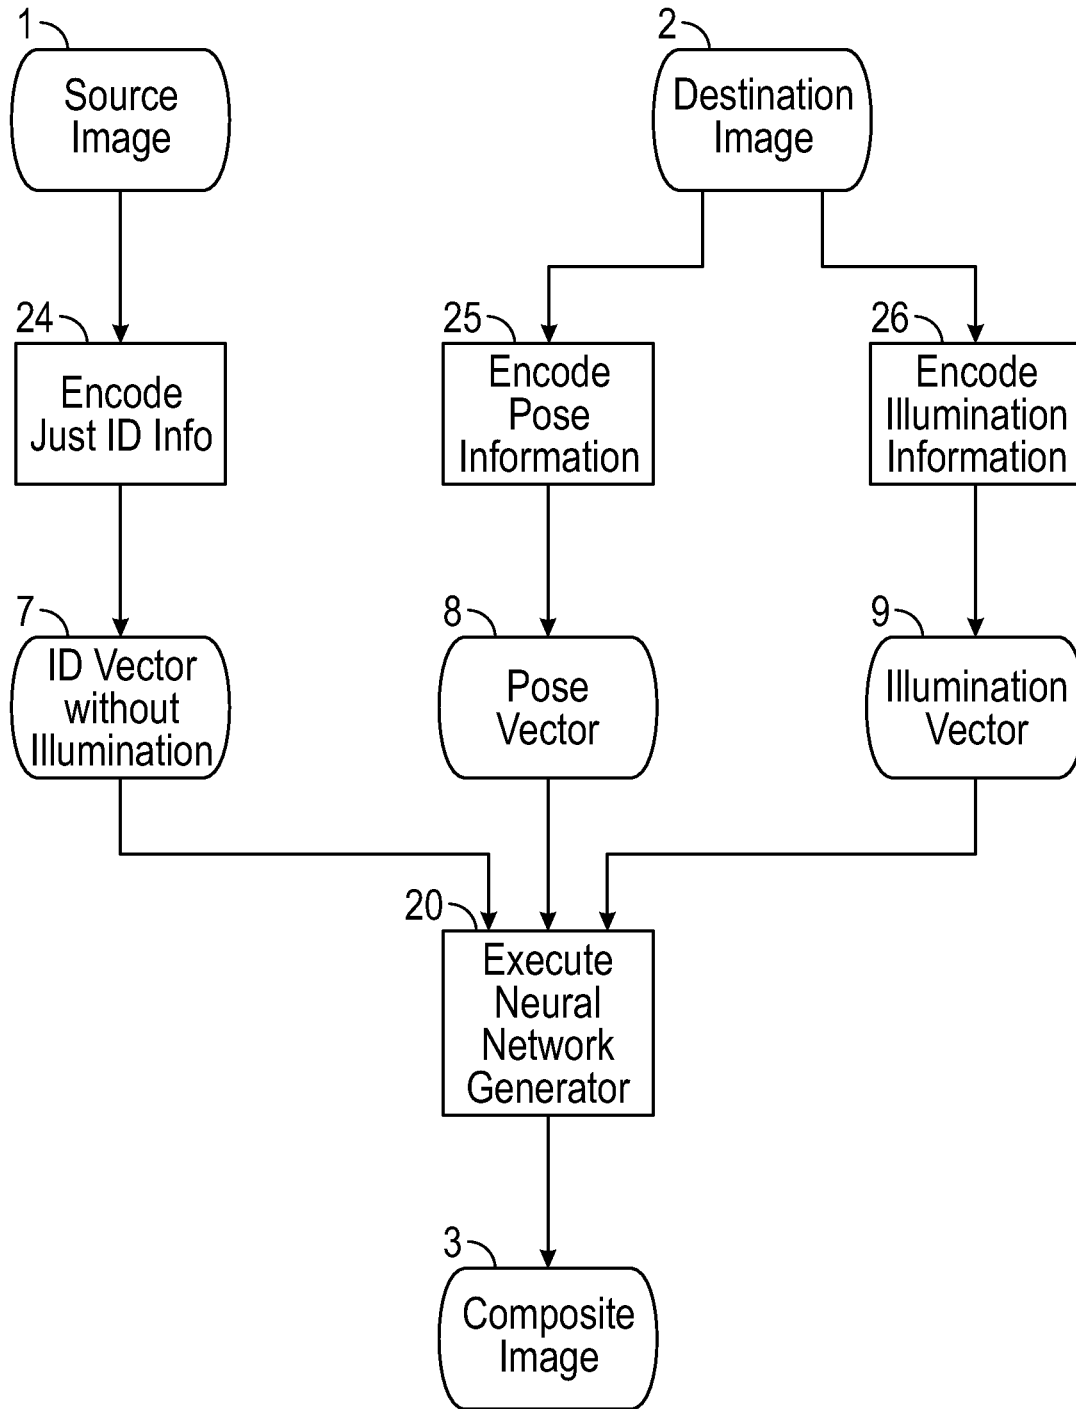 1
Source
Image
2
Destination
Image
24
Encode
Just ID Info
25
Encode
Pose
Information
26
Encode
Illumination
Information
7
ID Vector
without
Illumination
8
Pose
Vector
9
Illumination
Vector
20
Execute
Neural
Network
Generator
3
Composite
Image